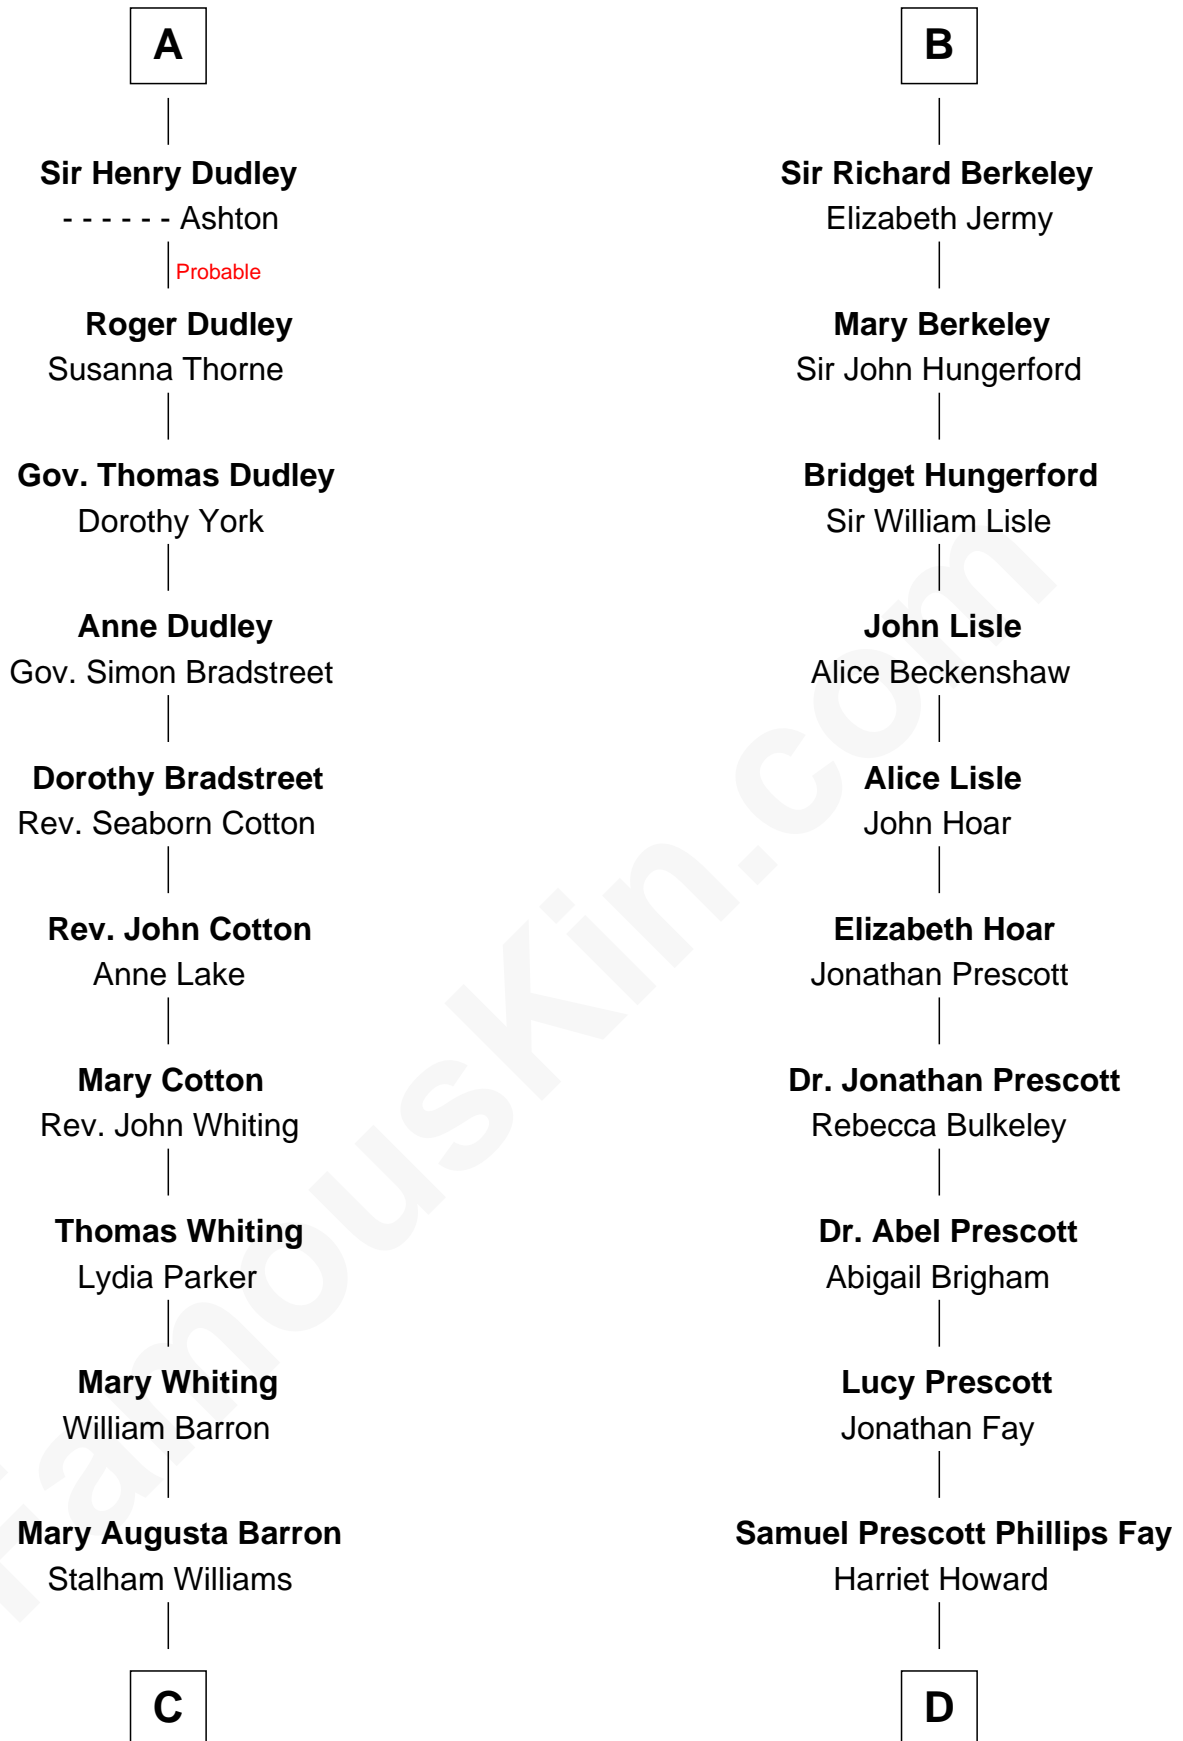 A
Sir Henry Dudley
- - - - - - Ashton
Probable
Roger Dudley
Susanna Thorne
Gov. Thomas Dudley
Dorothy York
Anne Dudley
Gov. Simon Bradstreet
Dorothy Bradstreet
Rev. Seaborn Cotton
Rev. John Cotton
Anne Lake
Mary Cotton
Rev. John Whiting
Thomas Whiting
Lydia Parker
Mary Whiting
William Barron
Mary Augusta Barron
Stalham Williams
C
B
Sir Richard Berkeley
Elizabeth Jermy
Mary Berkeley
Sir John Hungerford
Bridget Hungerford
Sir William Lisle
John Lisle
Alice Beckenshaw
Alice Lisle
John Hoar
Elizabeth Hoar
Jonathan Prescott
Dr. Jonathan Prescott
Rebecca Bulkeley
Dr. Abel Prescott
Abigail Brigham
Lucy Prescott
Jonathan Fay
Samuel Prescott Phillips Fay
Harriet Howard
D
FamousKin.com